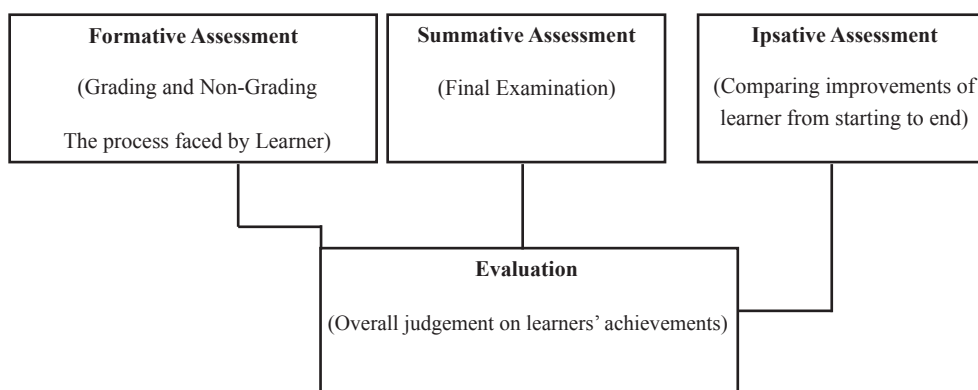 Formative Assessment
(Grading and Non-Grading
The process faced by Learner)
Summative Assessment
(Final Examination)
Ipsative Assessment
(Comparing improvements of
learner from starting to end)
Evaluation
(Overall judgement on learners’ achievements)